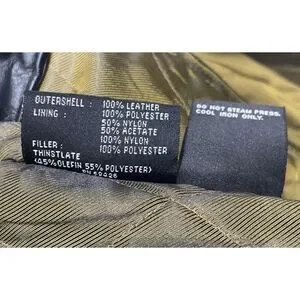 OUTERSHELL : 100% LEATHER
LINING : 100% POLYESTER
50% NYLON
50% ACETATE
FILLER : 100% NYLON
THINSTLATE 100% POLYESTER
(45%OLEFIN 55% POLYESTER)
DO NOT STEAM PRESS.
COOL IRON ONLY.